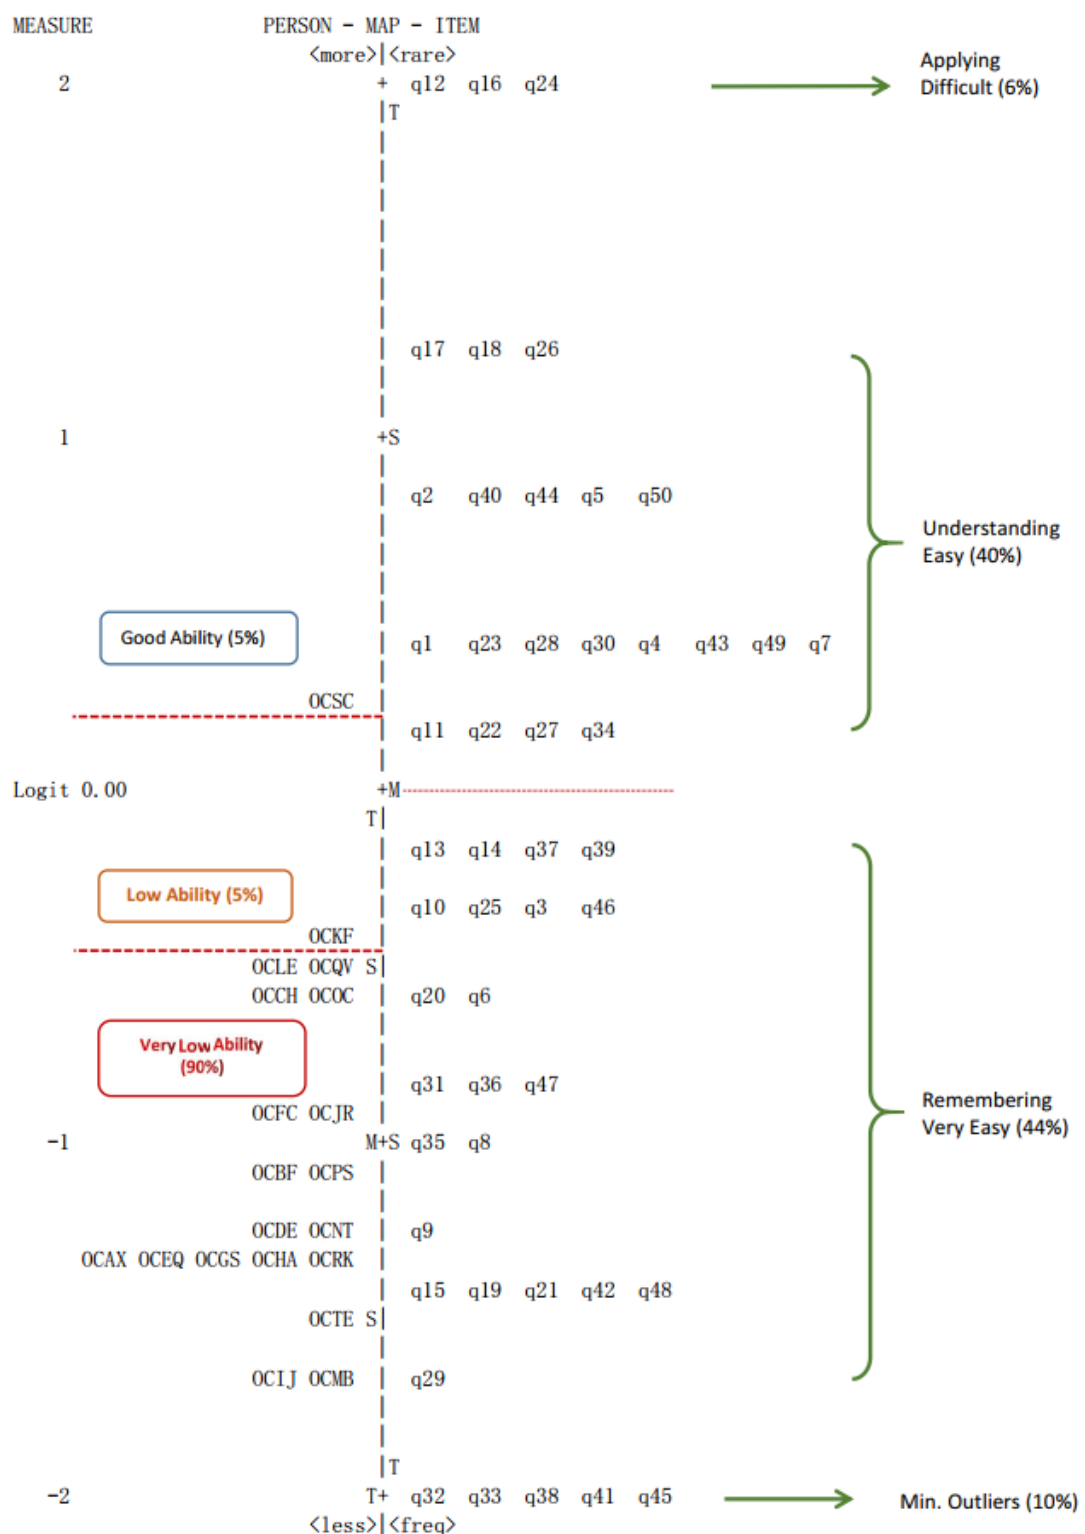 MEASURE PERSON - MAP - ITEM
<more>|<rare>
2 + q12 q16 q24
Applying
Difficult (6%)
|T
q17 q18 q26
1 +S
q2 q40 q44 q5 q50
Understanding
Easy (40%)
Good Ability (5%)
q1 q23 q28 q30 q4 q43 q49 q7
OCSC
q11 q22 q27 q34
Logit 0.00 +M
T|
q13 q14 q37 q39
Low Ability (5%)
q10 q25 q3 q46
OCKF
OCLE OCQV S|
OCCH OCOC | q20 q6
Very Low Ability
(90%)
q31 q36 q47
OCFC OCJR |
Remembering
Very Easy (44%)
-1 M+S q35 q8
OCBF OCPS |
OCDE OCNT | q9
OCAX OCEQ OCGS OCHA OCRK |
q15 q19 q21 q42 q48
OCTE S|
OCIJ OCMB | q29
|T
-2 T+ q32 q33 q38 q41 q45
Min. Outliers (10%)
<less>|<freq>